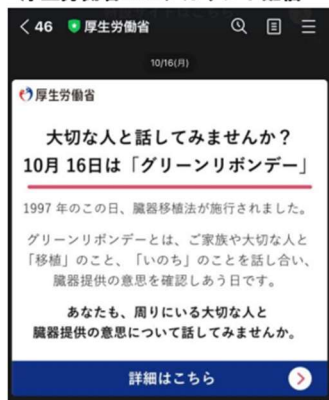 46 厚生労働省
10/16(月)
厚生労働省
大切な人と話してみませんか?
10月 16日は「グリーンリボンデー」
1997 年のこの日、臓器移植法が施行されました。
グリーンリボンデーとは、ご家族や大切な人と
「移植」のこと、「いのち」のことを話し合い、
臓器提供の意思を確認しあう日です。
あなたも、周りにいる大切な人と
臓器提供の意思について話してみませんか。
詳細はこちら